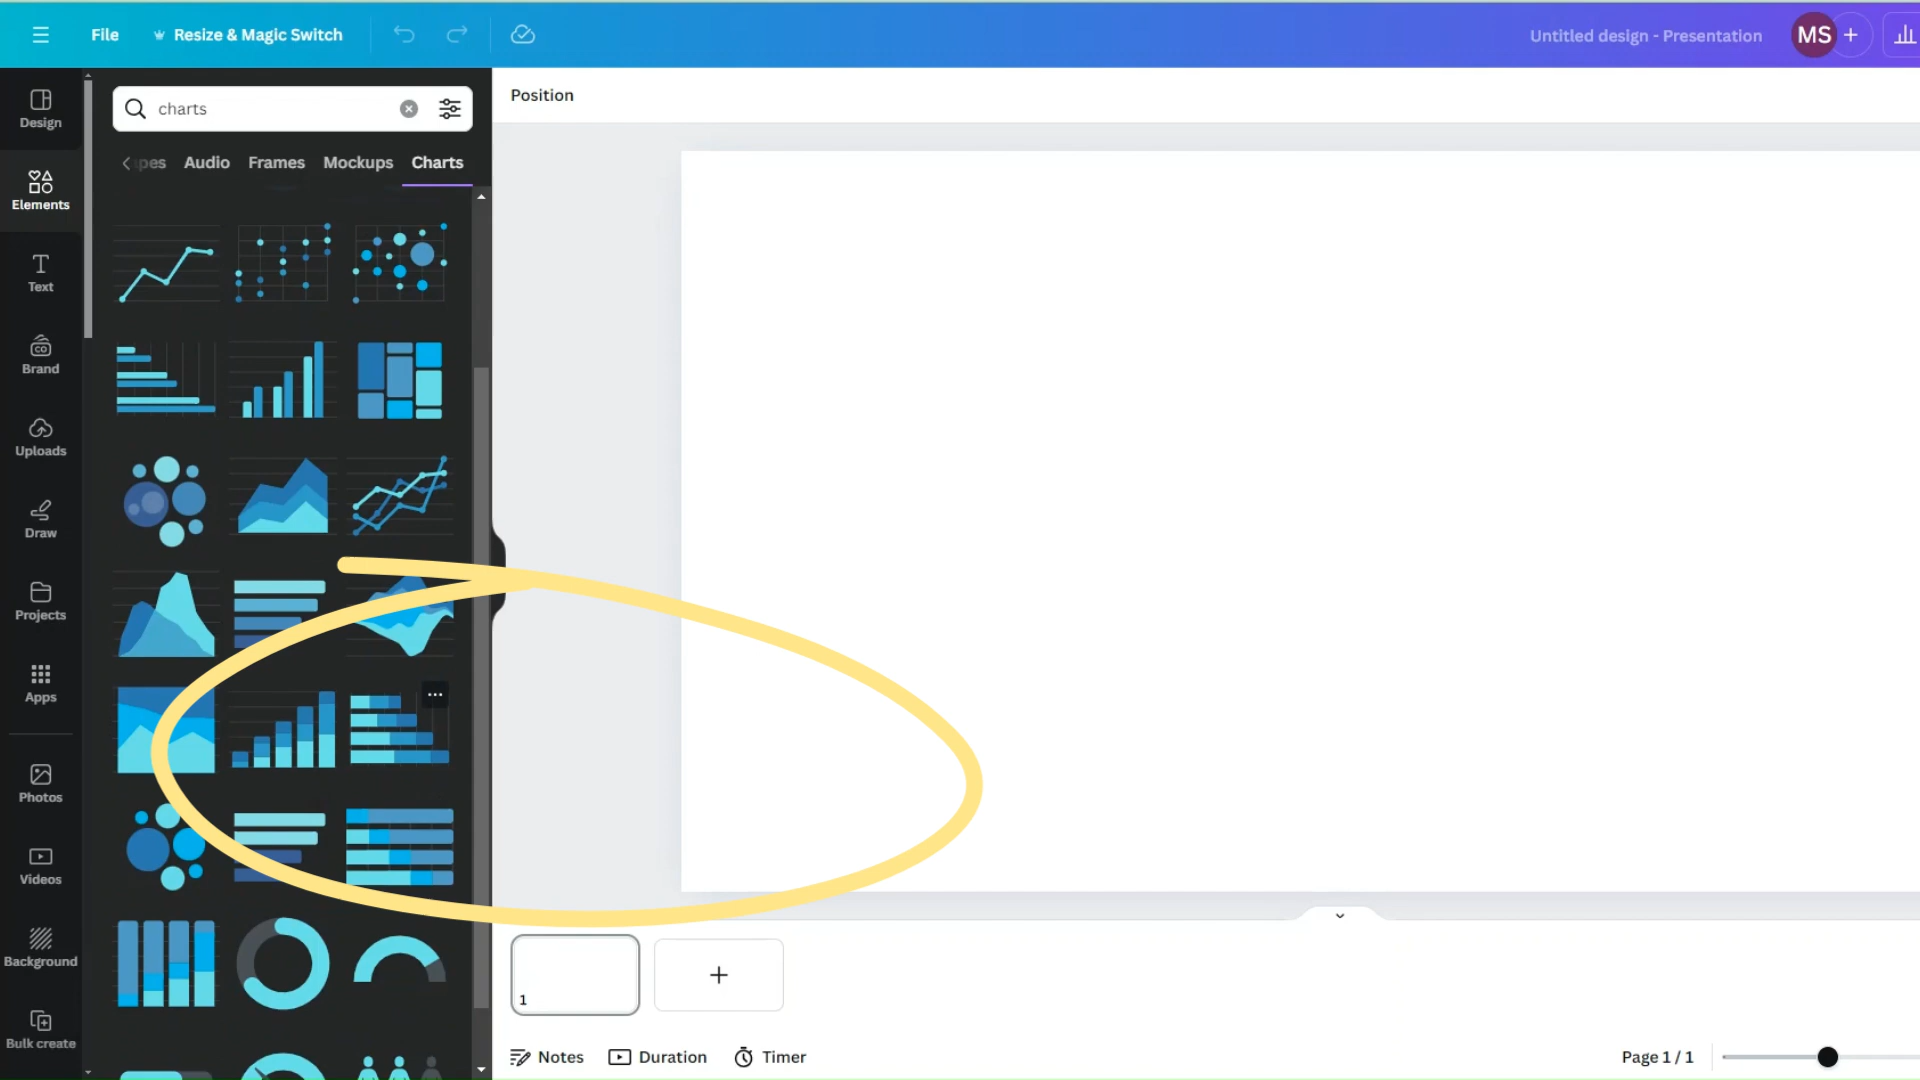 File
Resize & Magic Switch
Untitled design - Presentation
MS
Design
Elements
Text
Brand
Uploads
Draw
Projects
Apps
Photos
Videos
Background
Bulk create
charts
pes Audio Frames Mockups Charts
Position
1
Notes Duration Timer
Page 1 / 1